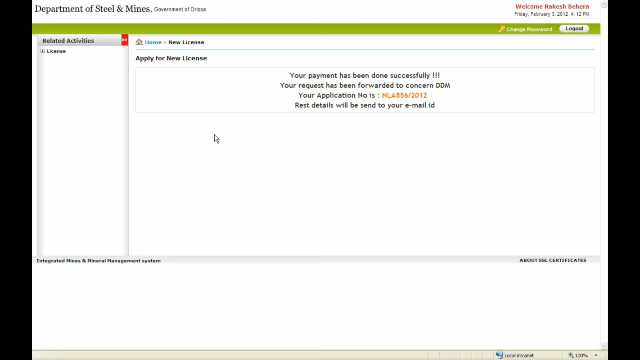 Department of Steel & Mines, Government of Orissa
Welcome Rakesh Behera
Friday, February 3, 2012 4:12 PM
Change Password
Logout
Related Activities
License
Home » New License
Apply for New License
Your payment has been done successfully !!!
Your request has been forwarded to concern DDM
Your Application No is : NLA856/2012
Rest details will be send to your e-mail id
Integrated Mines & Mineral Management system
ABOUT SSL CERTIFICATES
Local intranet
100%